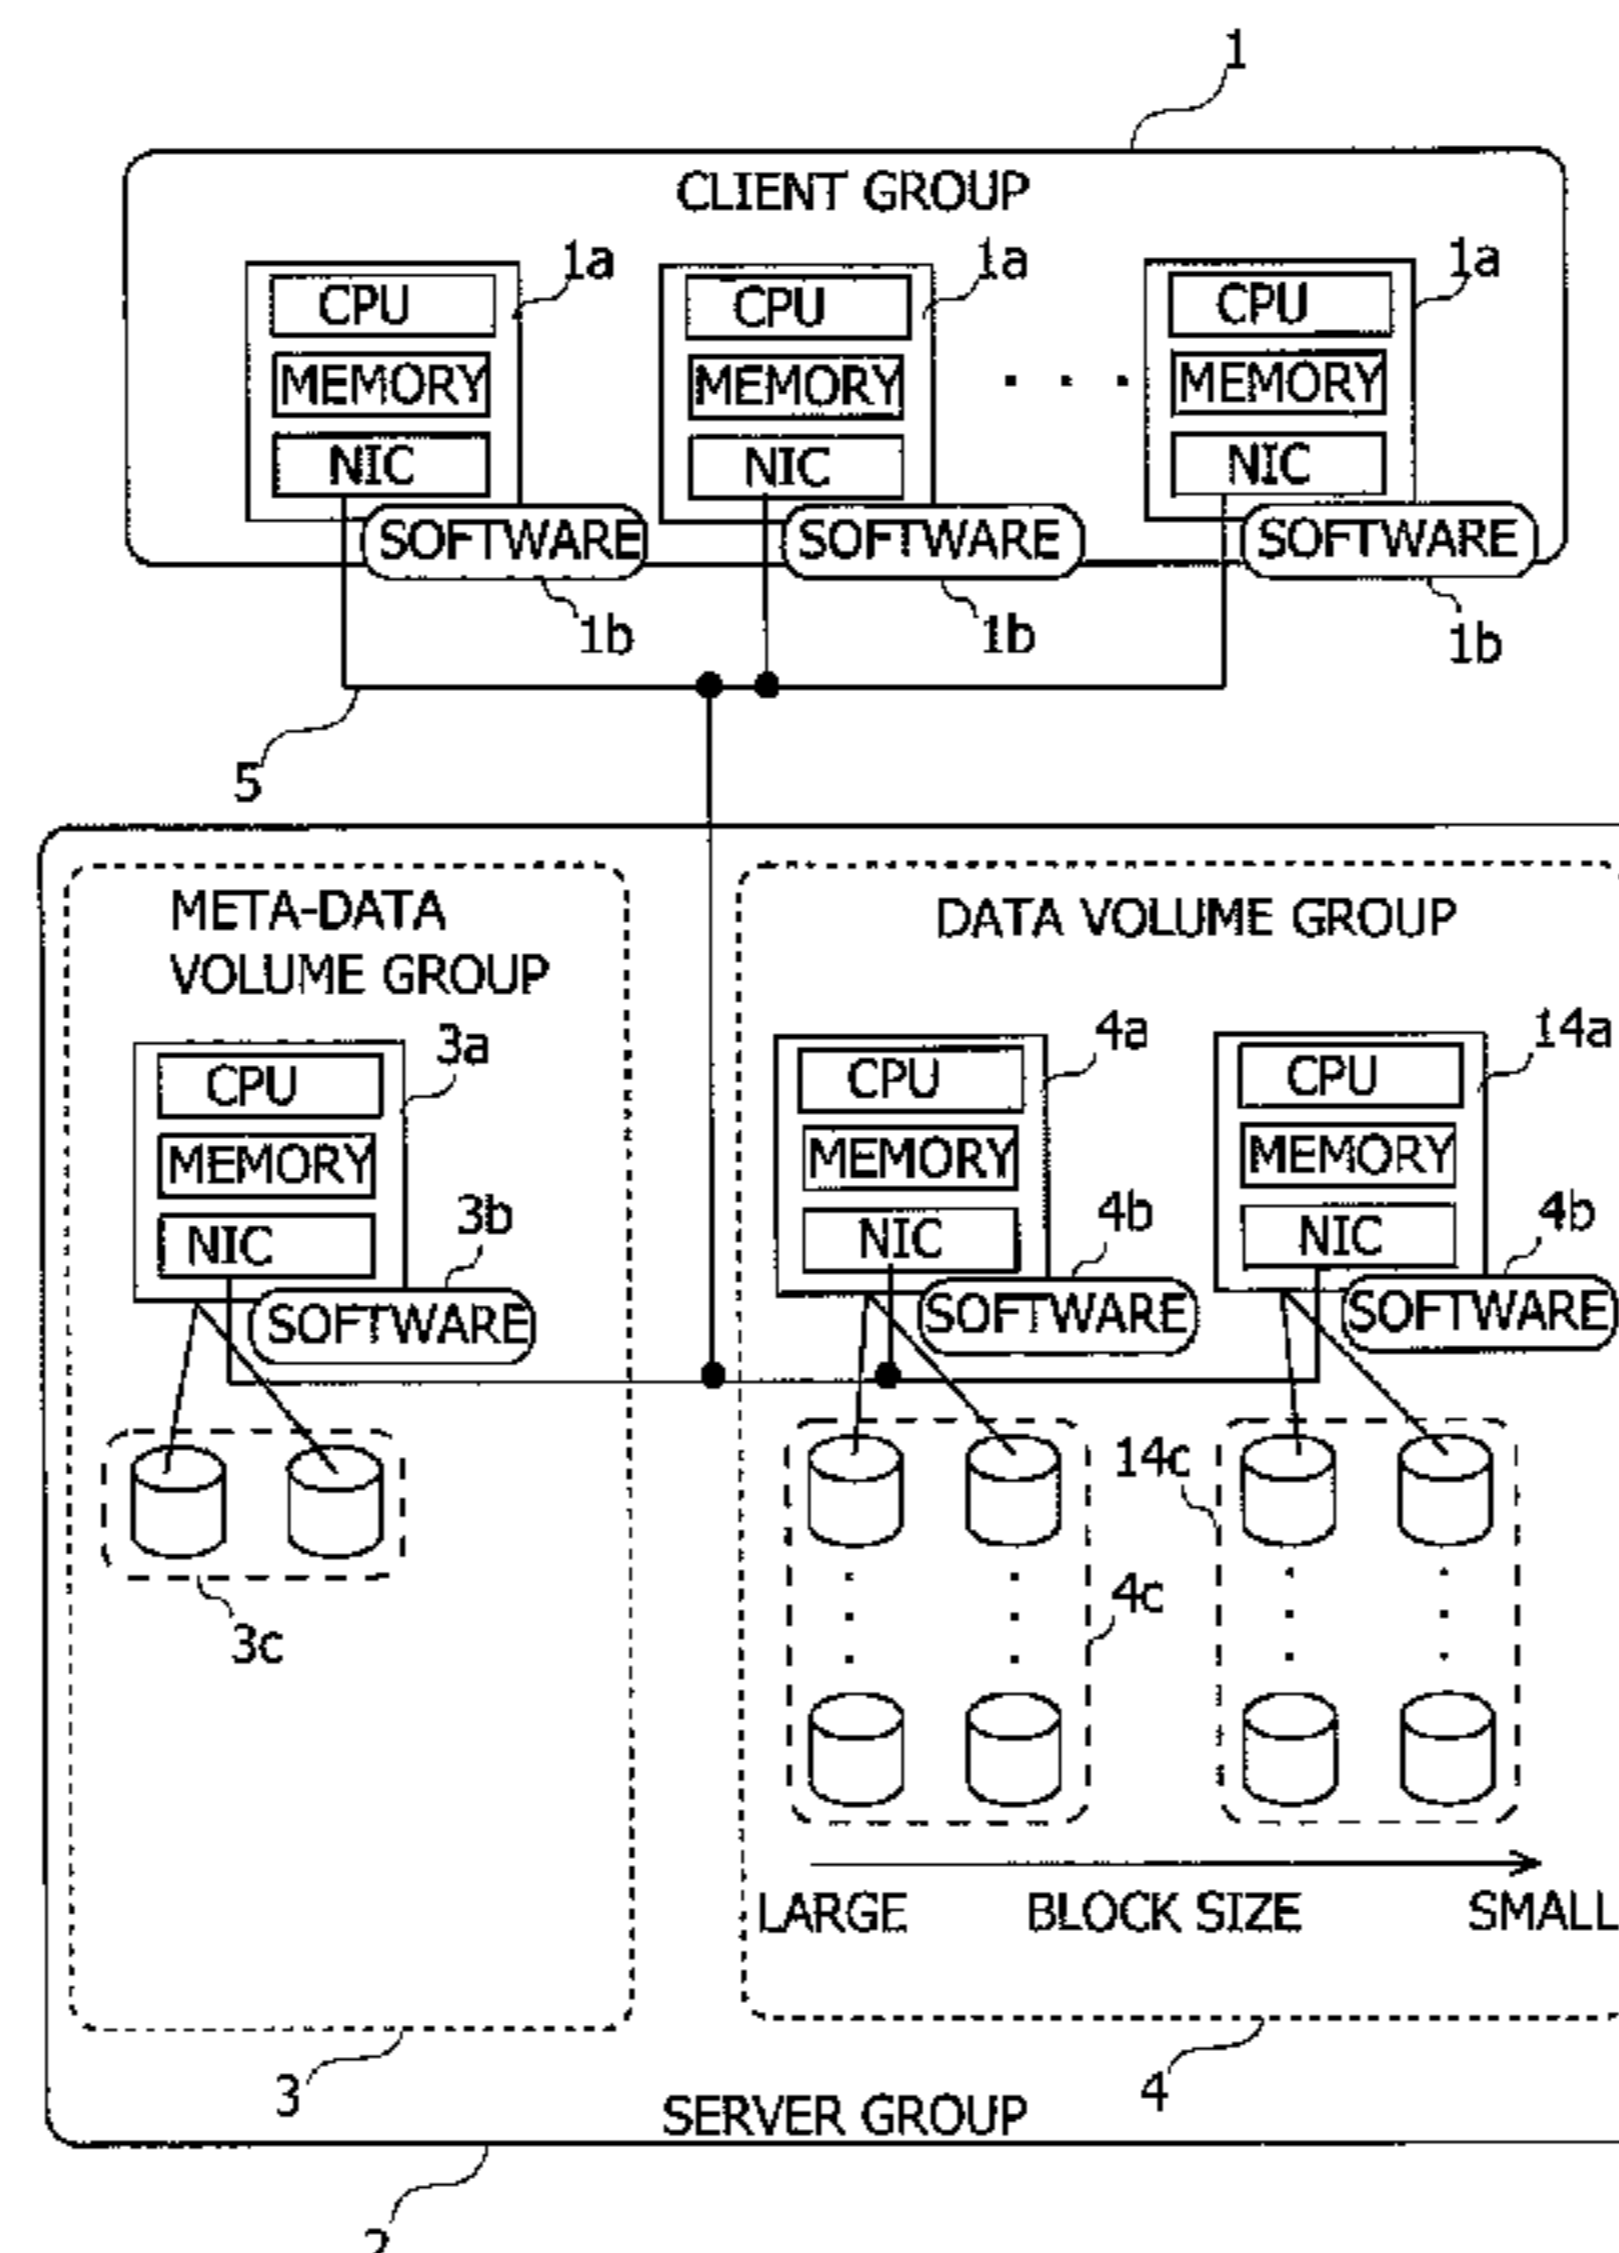 1
CLIENT GROUP
1a 1a 1a
CPU CPU CPU
MEMORY MEMORY . . . MEMORY
NIC NIC NIC
SOFTWARE SOFTWARE SOFTWARE
1b 1b 1b
5
META-DATA
VOLUME GROUP
DATA VOLUME GROUP
3a 4a 14a
CPU CPU CPU
MEMORY MEMORY MEMORY
3b 4b 4b
NIC NIC NIC
SOFTWARE SOFTWARE SOFTWARE
14c
4c
3c
LARGE BLOCK SIZE SMALL
3 4
SERVER GROUP
2